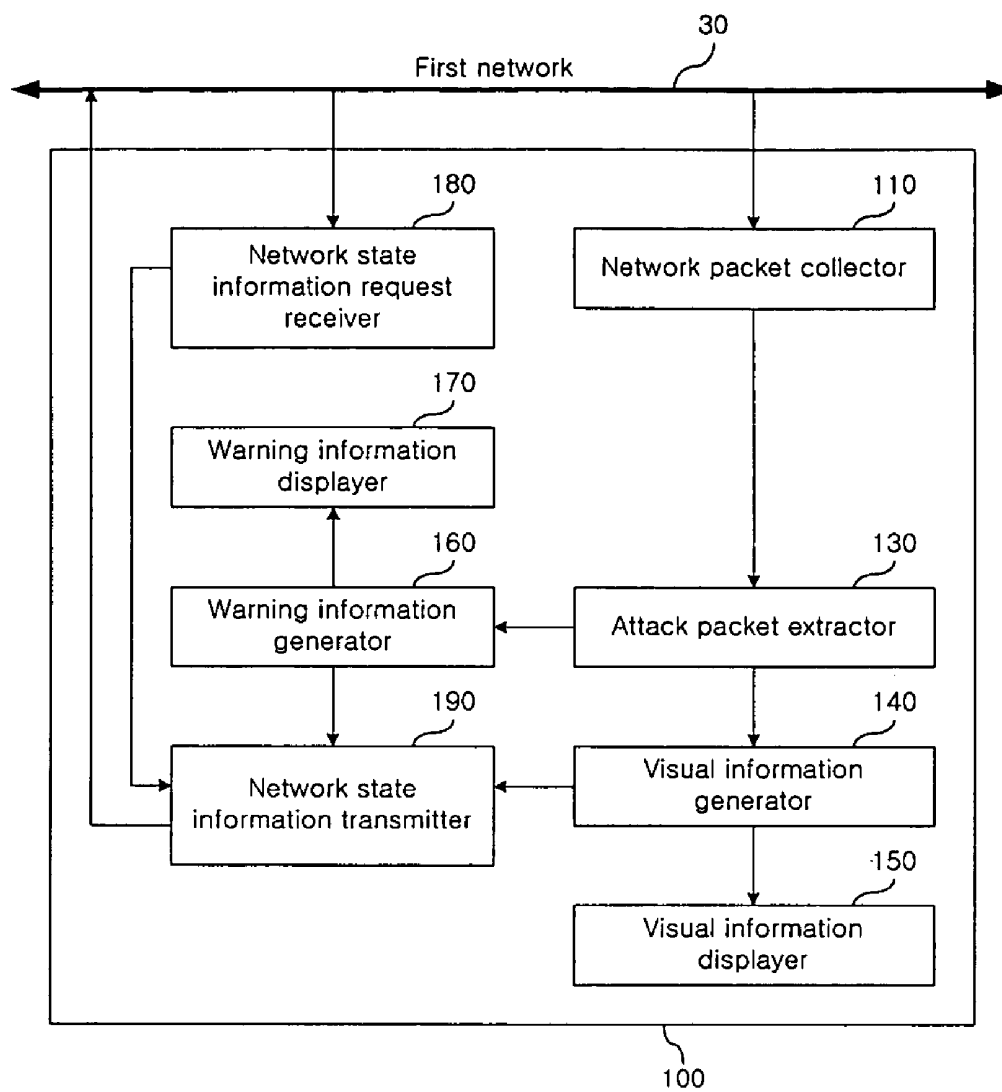 30
First network
180
110
Network state
information request
receiver
Network packet collector
170
Warning information
displayer
160
130
Warning information
generator
Attack packet extractor
190
140
Network state
information transmitter
Visual information
generator
150
Visual information
displayer
100